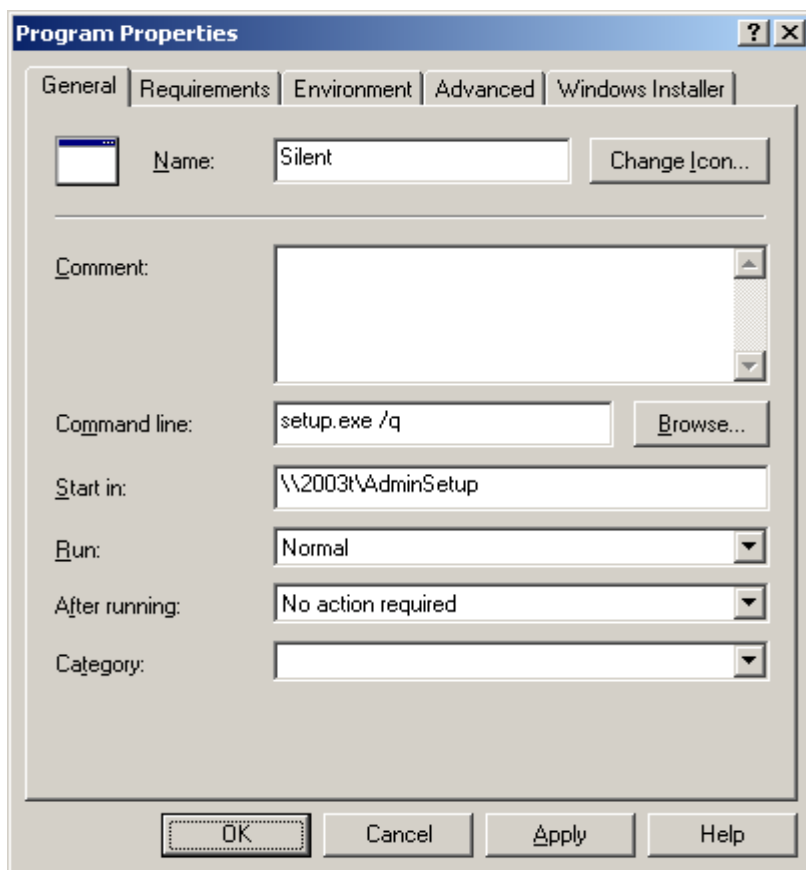 Program Properties
General Requirements Environment Advanced Windows Installer
Name: Silent Change Icon...
Comment:
Command line: setup.exe /q Browse...
Start in: \\2003t\AdminSetup
Run: Normal
After running: No action required
Category:
OK Cancel Apply Help